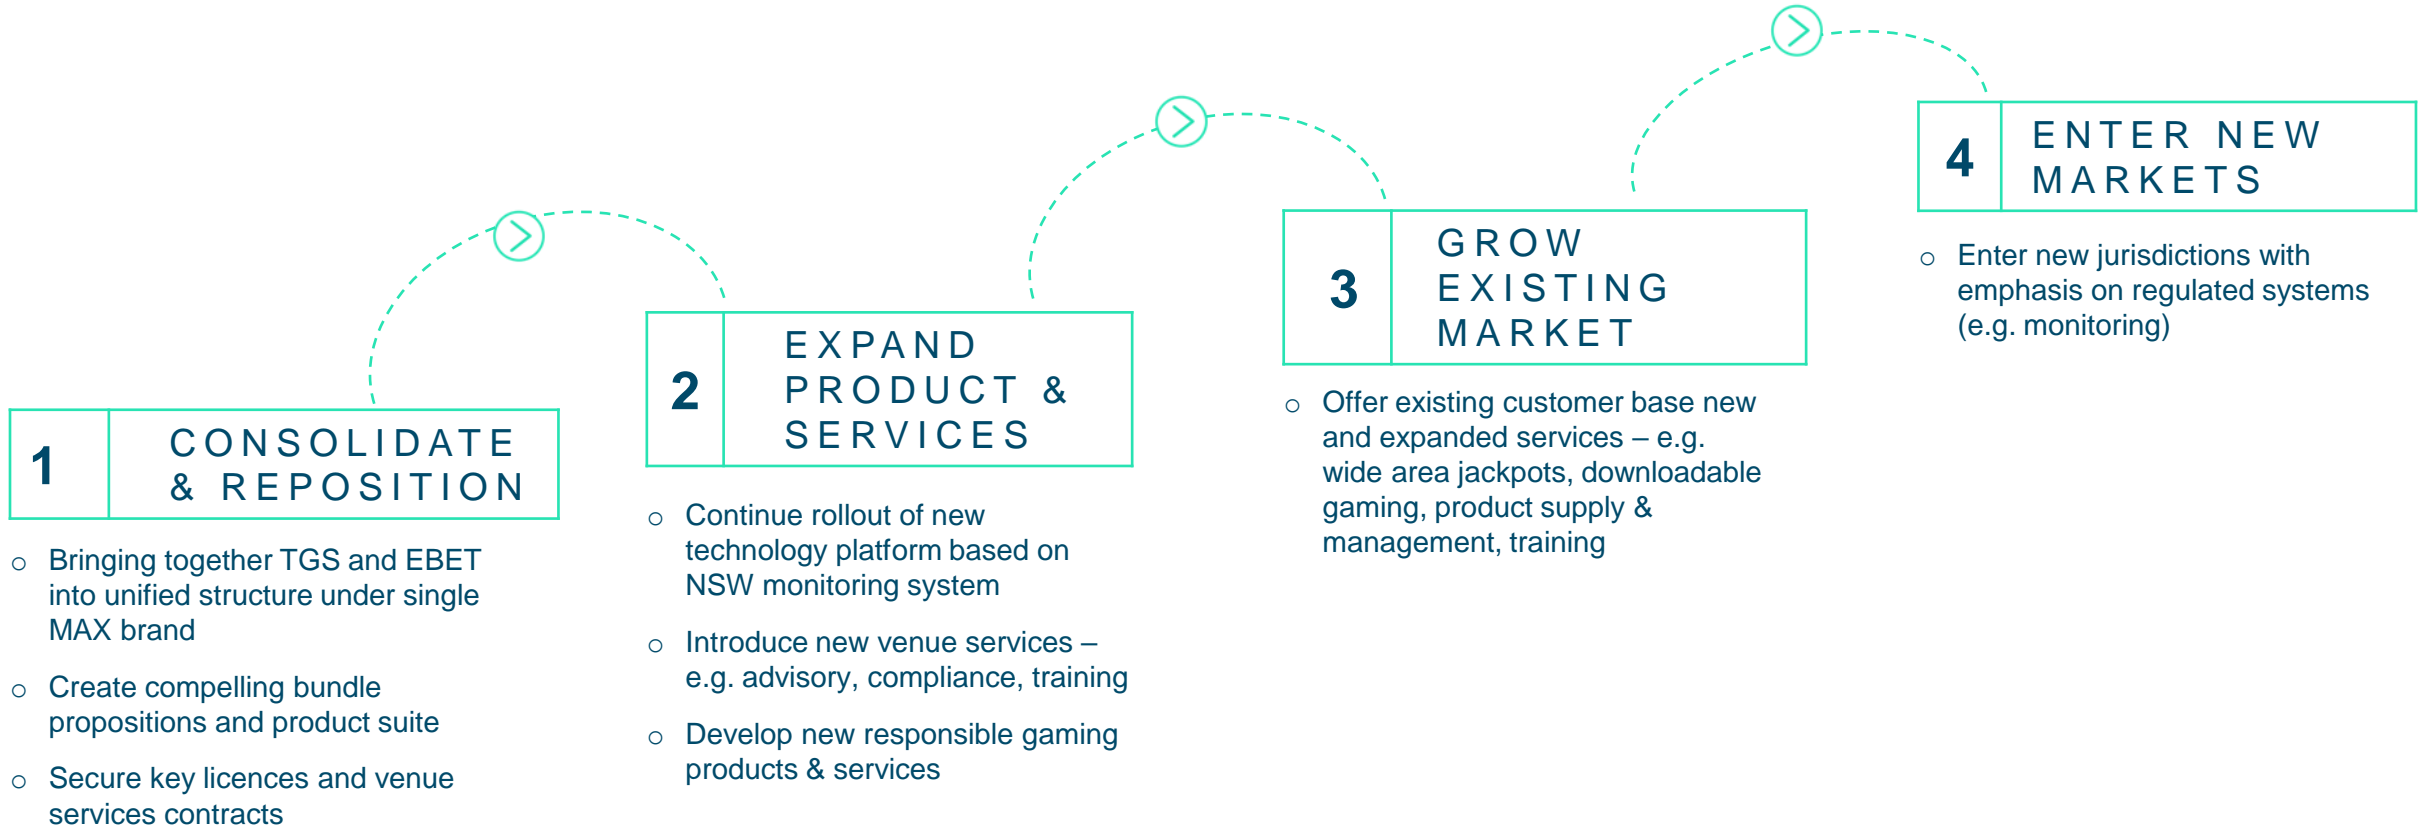 1
CONSOLIDATE
& REPOSITION
○ Bringing together TGS and EBET
into unified structure under single
MAX brand
○ Create compelling bundle
propositions and product suite
○ Secure key licences and venue
services contracts
2
EXPAND
PRODUCT &
SERVICES
○ Continue rollout of new
technology platform based on
NSW monitoring system
○ Introduce new venue services –
e.g. advisory, compliance, training
○ Develop new responsible gaming
products & services
3
GROW
EXISTING
MARKET
○ Offer existing customer base new
and expanded services – e.g.
wide area jackpots, downloadable
gaming, product supply &
management, training
4
ENTER NEW
MARKETS
○ Enter new jurisdictions with
emphasis on regulated systems
(e.g. monitoring)